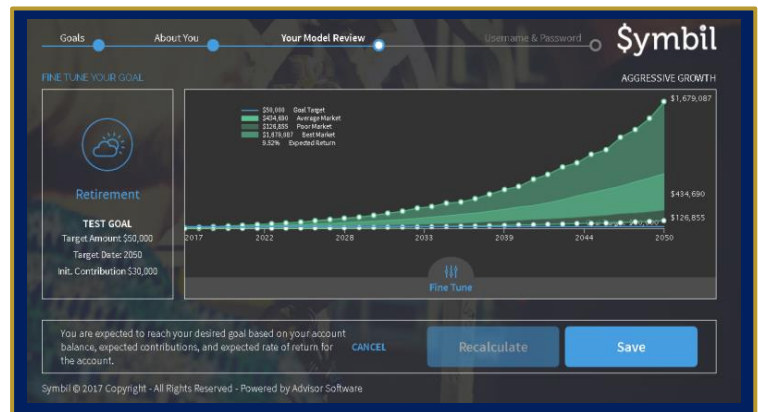 Goals About You Your Model Review Username & Password $ymbil
FINE TUNE YOUR GOAL AGGRESSIVE GROWTH
$50,000 Goal Target
$434,690 Average Market
$126,855 Poor Market
$1,679,087 Best Market
9.52% Expected Return
$1,679,087
$434,690
$126,855
2017 2022 2028 2033 2039 2044 2050
Fine Tune
Retirement
TEST GOAL
Target Amount $50,000
Target Date: 2050
Init. Contribution $30,000
You are expected to reach your desired goal based on your account
balance, expected contributions, and expected rate of return for
the account.
CANCEL Recalculate Save
Symbil © 2017 Copyright - All Rights Reserved - Powered by Advisor Software